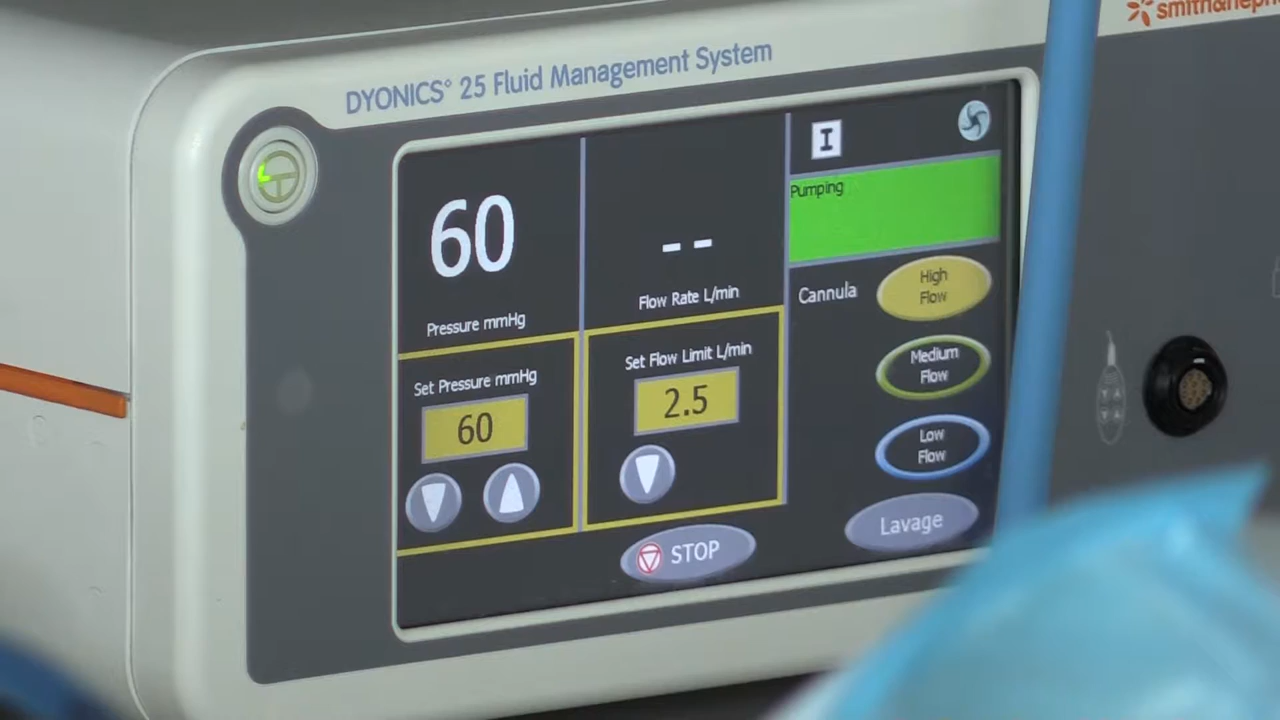 smith&neph
DYONICS° 25 Fluid Management System
60
Pressure mmHg
Set Pressure mmHg
60
--
Flow Rate L/min
Set Flow Limit L/min
2.5
STOP
I
Pumping
Cannula
High
Flow
Medium
Flow
Low
Flow
Lavage